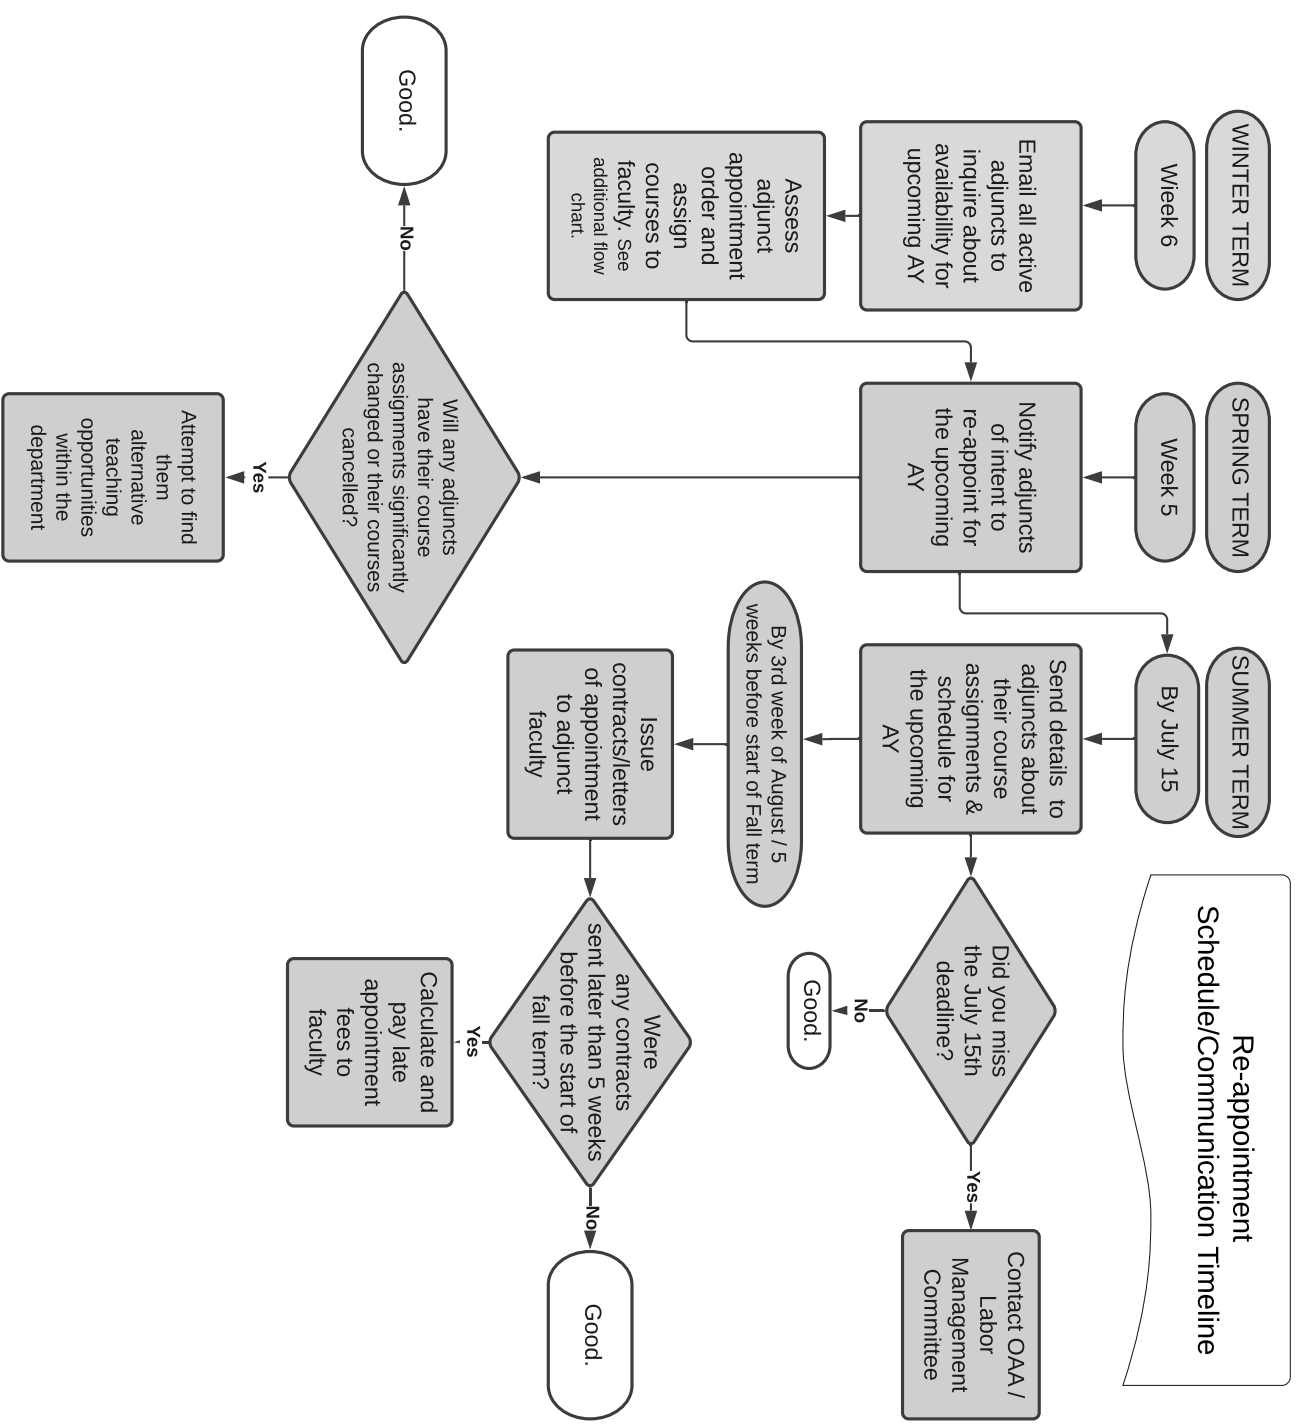 WINTER TERM
Wieek 6
Email all active
adjuncts to
inquire about
availabillity for
upcoming AY
Assess
adjunct
appointment
order and
assign
courses to
faculty. See
additional flow
chart.
SPRING TERM
Week 5
Notify adjuncts
of intent to
re-appoint for
the upcoming
AY
Will any adjuncts
have their course
assignments significantly
changed or their courses
cancelled?
No
Good.
Yes
Attempt to find
them
alternative
teaching
opportunities
within the
department
SUMMER TERM
By July 15
Send details to
adjuncts about
their course
assignments &
schedule for
the upcoming
AY
By 3rd week of August / 5
weeks before start of Fall term
Issue
contracts/letters
of appointment
to adjunct
faculty
Re-appointment
Schedule/Communication Timeline
Did you miss
the July 15th
deadline?
No
Good.
Yes
Contact OAA /
Labor
Management
Committee
Were
any contracts
sent later than 5 weeks
before the start of
fall term?
Yes
Calculate and
pay late
appointment
fees to
faculty
No
Good.